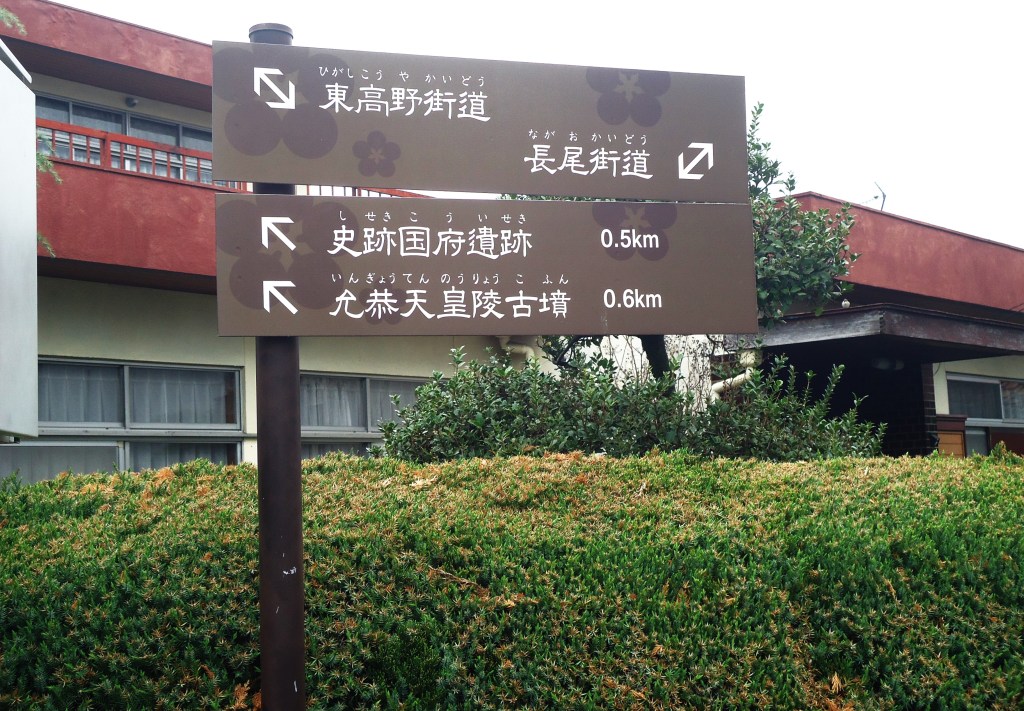 ひがしこうやかいどう
東高野街道
ながおかいどう
長尾街道
しせきこういせき
史跡国府遺跡 0.5km
いんぎょうてんのうりょうこふん
允恭天皇陵古墳 0.6km